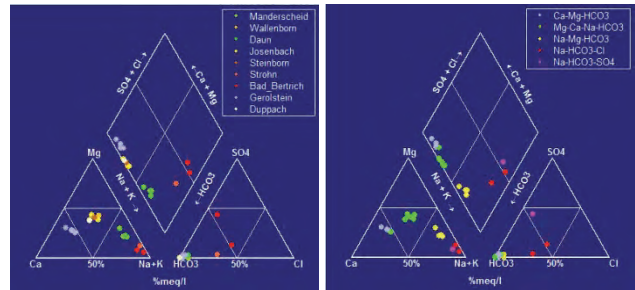 Manderscheid
Wallenborn
Daun
Josenbach
Steinborn
Strohn
Bad_Bertrich
Gerolstein
Duppach
SO4 + Cl →
← Ca + Mg
Mg
SO4
Na + K →
← HCO3
Ca
50%
Na+K
HCO3
50%
Cl
%meq/l
Ca-Mg-HCO3
Mg-Ca-Na-HCO3
Na-Mg-HCO3
Na-HCO3-Cl
Na-HCO3-SO4
SO4 + Cl →
← Ca + Mg
Mg
SO4
Na + K →
← HCO3
Ca
50%
Na+K
HCO3
50%
Cl
%meq/l